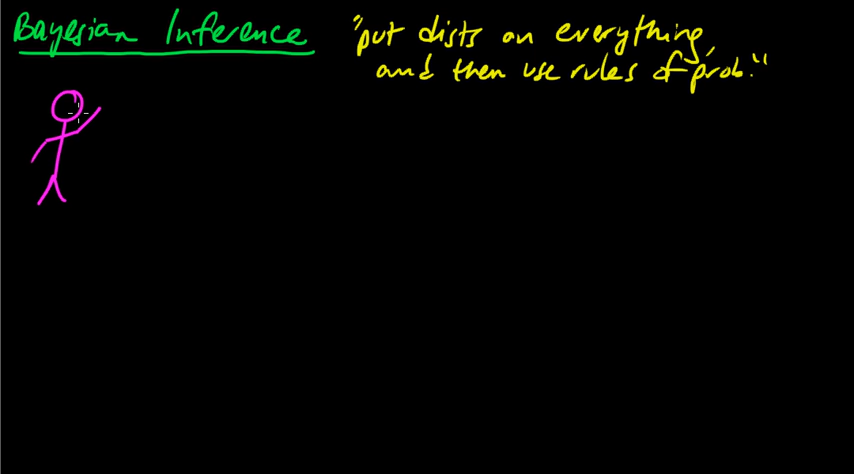 Bayesian Inference
"put dists on everything,
and then use rules of prob."